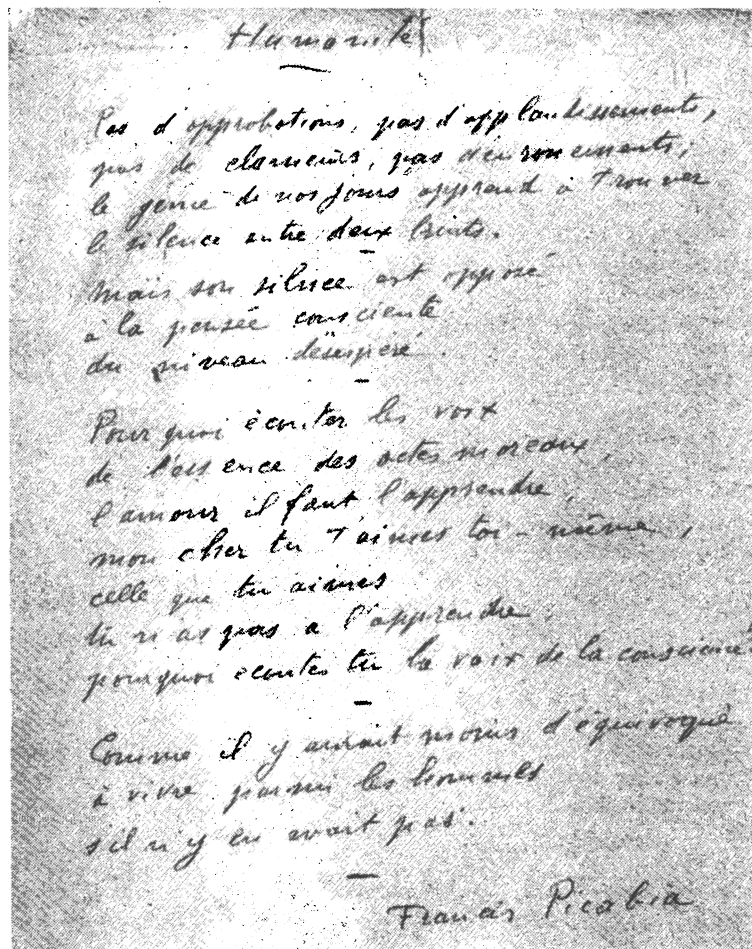 Humanité
Pas d'approbations, pas d'applaudissements,
pas de clameurs, pas d'enrouements,
le génie de nos jours apprend à trouver
le silence entre deux bruits.
mais son silence est opposé
à la pensée consciente
du niveau désespéré.
Pourquoi écouter les voix
de l'essence des actes moraux,
l'amour il faut l'apprendre,
mon cher tu t'aimes toi-même,
celle que tu aimes
tu n'as pas à l'apprendre,
pourquoi écoutes tu la voix de la conscience
Comme il y aurait moins d'équivoque
à vivre parmi les hommes
s'il n'y en avait pas.
Francis Picabia